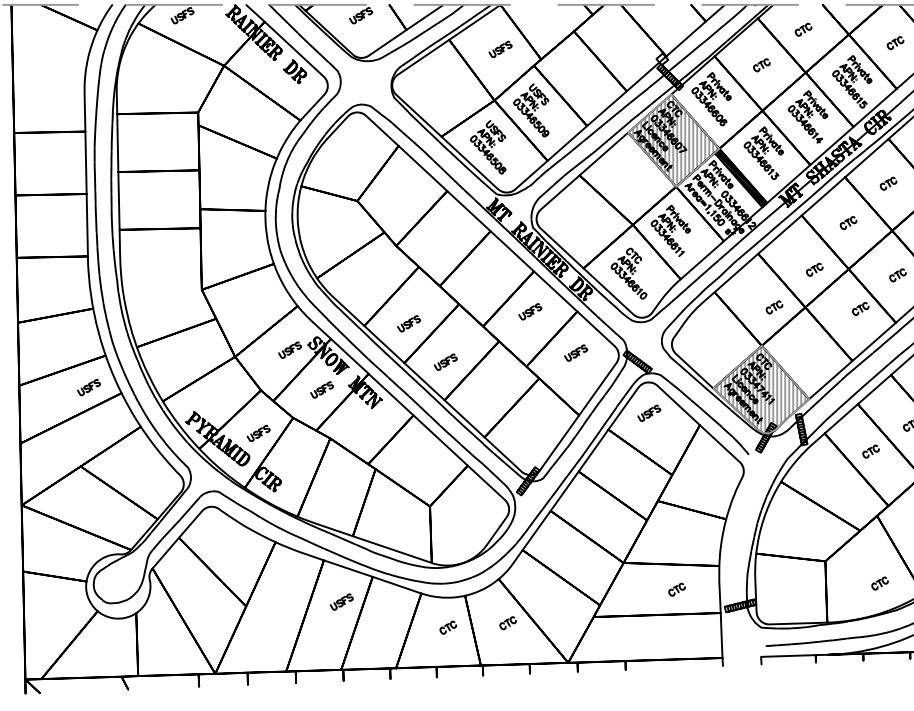 USFS
USFS
RAINIER DR
USFS
CTC
CTC
CTC
USFS
APN:
03346509
USFS
APN:
03346508
Private
APN:
03346606
Private
APN:
03346615
Private
APN:
03346614
Private
APN:
03346613
CTC
APN:
03346607
Licence
Agreement
Private
APN: 03346612
Perm. Drainage
Area=1,150 sf
Private
APN:
03346611
CTC
APN:
03346610
MT SHASTA CIR
MT RAINIER DR
CTC
CTC
CTC
CTC
USFS
USFS
USFS
USFS
USFS
USFS
SNOW MTN
USFS
CTC
APN:
03347411
Licence
Agreement
USFS
USFS
PYRAMID CIR
CTC
CTC
CTC
USFS
CTC
CTC